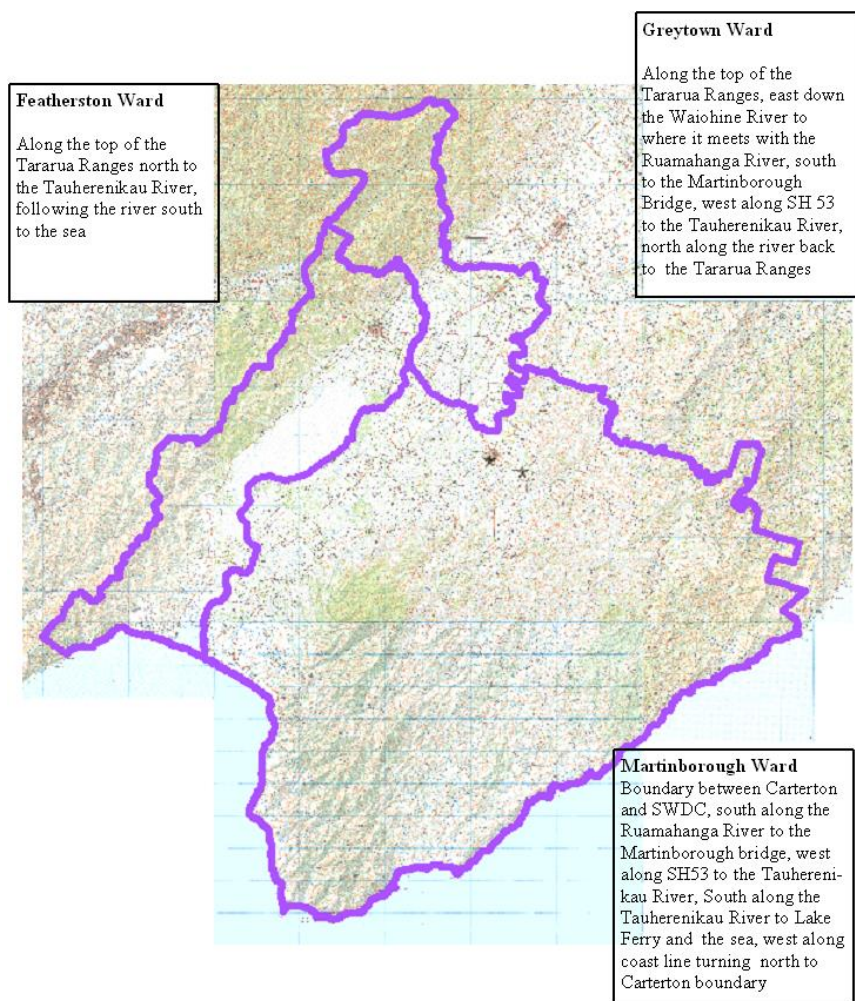 Featherston Ward
Along the top of the
Tararua Ranges north to
the Tauherenikau River,
following the river south
to the sea
Greytown Ward
Along the top of the
Tararua Ranges, east down
the Waiohine River to
where it meets with the
Ruamahanga River, south
to the Martinborough
Bridge, west along SH 53
to the Tauherenikau River,
north along the river back
to the Tararua Ranges
Martinborough Ward
Boundary between Carterton
and SWDC, south along the
Ruamahanga River to the
Martinborough bridge, west
along SH53 to the Tauhereni-
kau River, South along the
Tauherenikau River to Lake
Ferry and the sea, west along
coast line turning north to
Carterton boundary